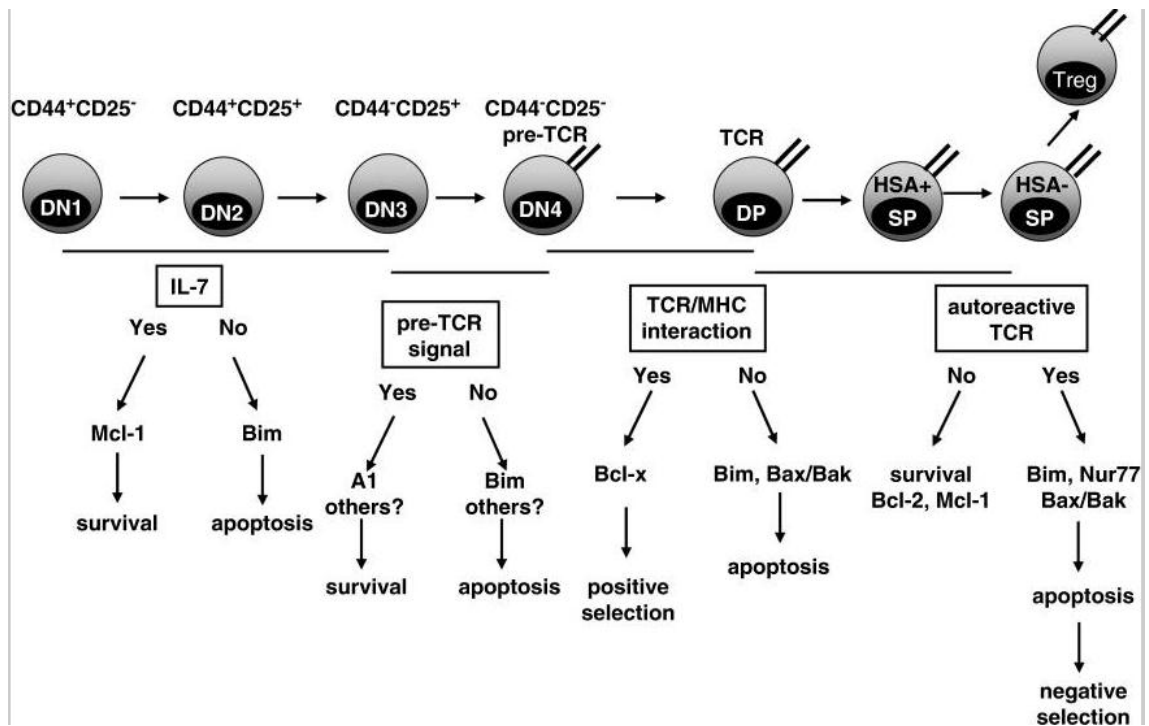 Treg
CD44⁺CD25⁻
CD44⁺CD25⁺
CD44⁻CD25⁺
CD44⁻CD25⁻
pre-TCR
TCR
DN1
DN2
DN3
DN4
DP
HSA+
SP
HSA-
SP
IL-7
Yes
No
Mcl-1
Bim
survival
apoptosis
pre-TCR
signal
Yes
No
A1
others?
Bim
others?
survival
apoptosis
TCR/MHC
interaction
Yes
No
Bcl-x
Bim, Bax/Bak
positive
selection
apoptosis
autoreactive
TCR
No
Yes
survival
Bcl-2, Mcl-1
Bim, Nur77
Bax/Bak
apoptosis
negative
selection